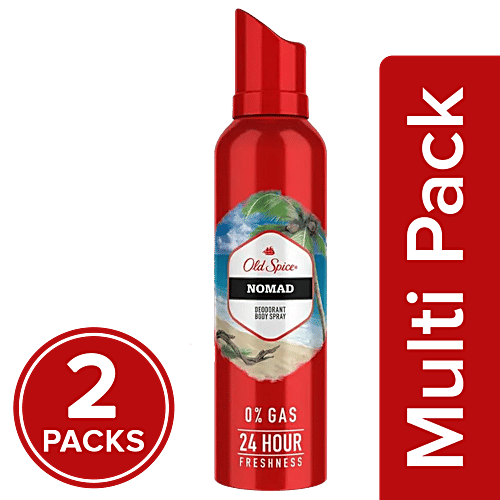 Old Spice®
NOMAD
DEODORANT
BODY SPRAY
0% GAS
24 HOUR
FRESHNESS
2
PACKS
Multi Pack